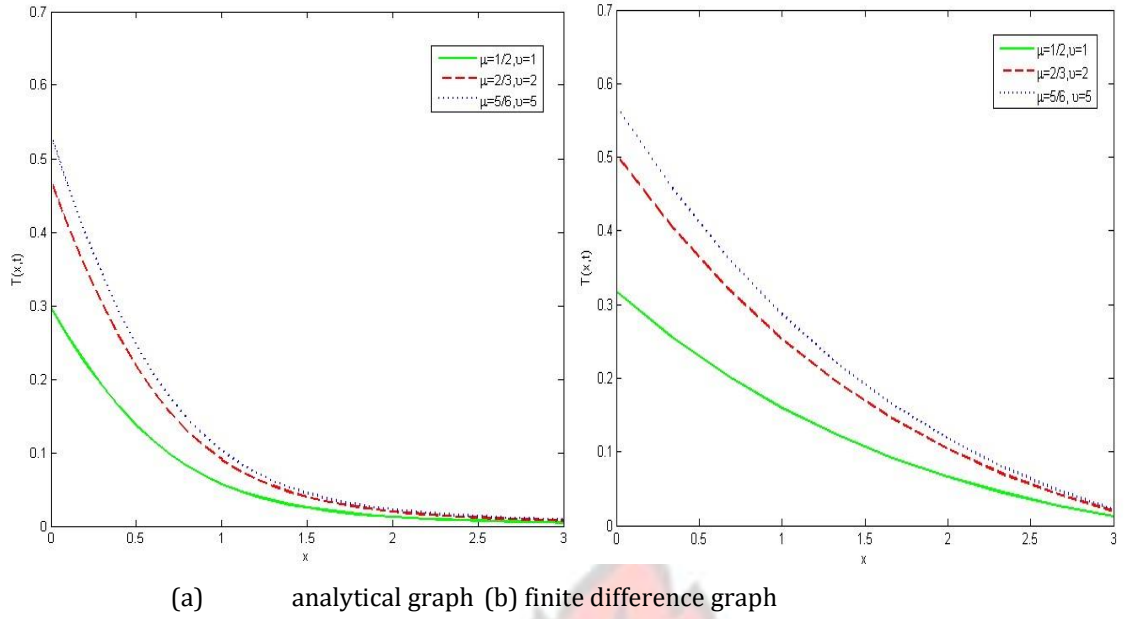 0.7
0.6
0.5
0.4
0.3
0.2
0.1
0
T(x,t)
μ=1/2,υ=1
μ=2/3,υ=2
μ=5/6,υ=5
0 0.5 1 1.5 2 2.5 3
x
0.7
0.6
0.5
0.4
0.3
0.2
0.1
0
T(x,t)
μ=1/2,υ=1
μ=2/3,υ=2
μ=5/6, υ=5
0 0.5 1 1.5 2 2.5 3
x
(a) analytical graph (b) finite difference graph